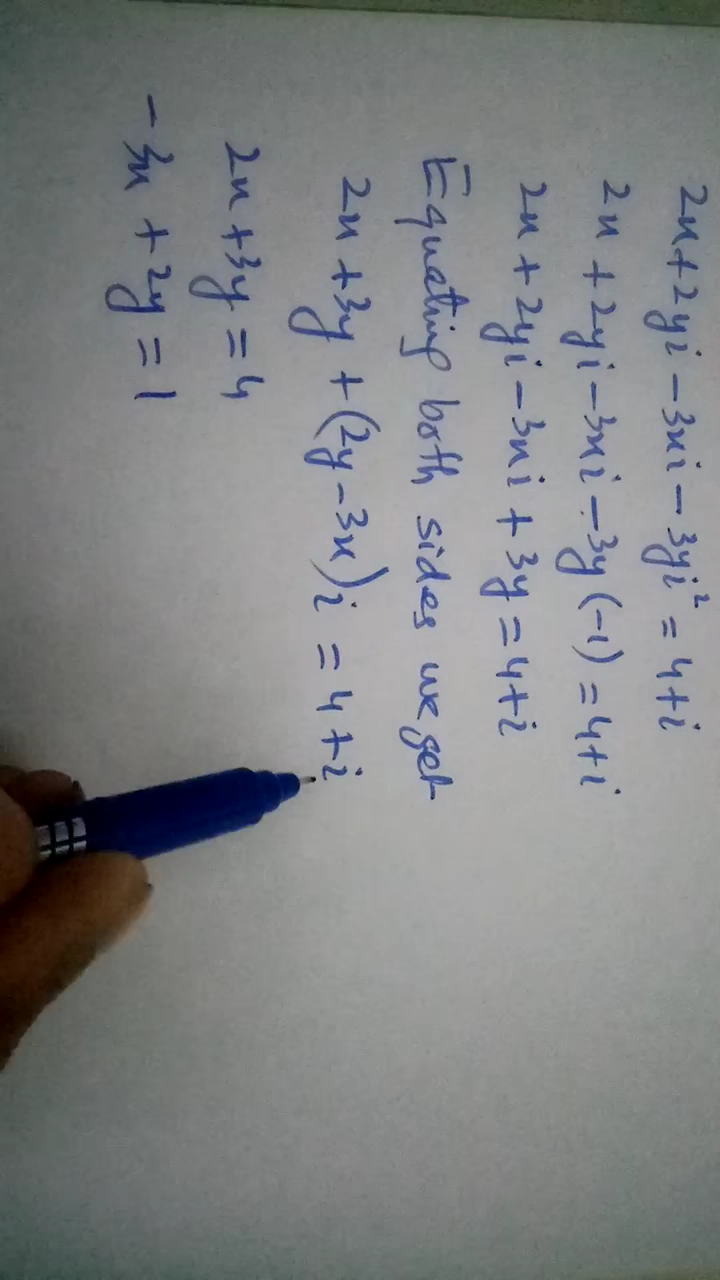 2x+2yi-3xi-3yi² = 4+i
2x+2yi-3xi-3y(-1) = 4+i
2x+2yi-3xi+3y = 4+i
Equating both sides we get
2x+3y+(2y-3x)i = 4+i
2x+3y = 4
-3x+2y = 1